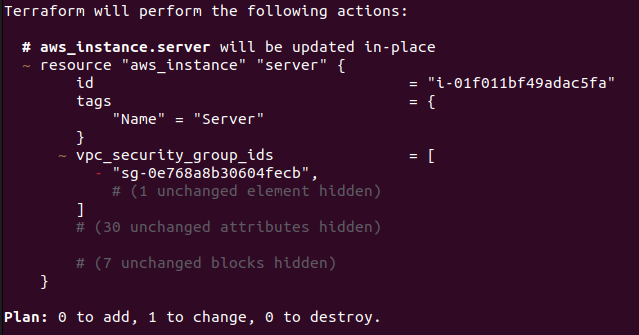 Terraform will perform the following actions:
# aws_instance.server will be updated in-place
~ resource "aws_instance" "server" {
id = "i-01f011bf49adac5fa"
tags = {
"Name" = "Server"
}
~ vpc_security_group_ids = [
- "sg-0e768a8b30604fecb",
# (1 unchanged element hidden)
]
# (30 unchanged attributes hidden)
# (7 unchanged blocks hidden)
}
Plan: 0 to add, 1 to change, 0 to destroy.